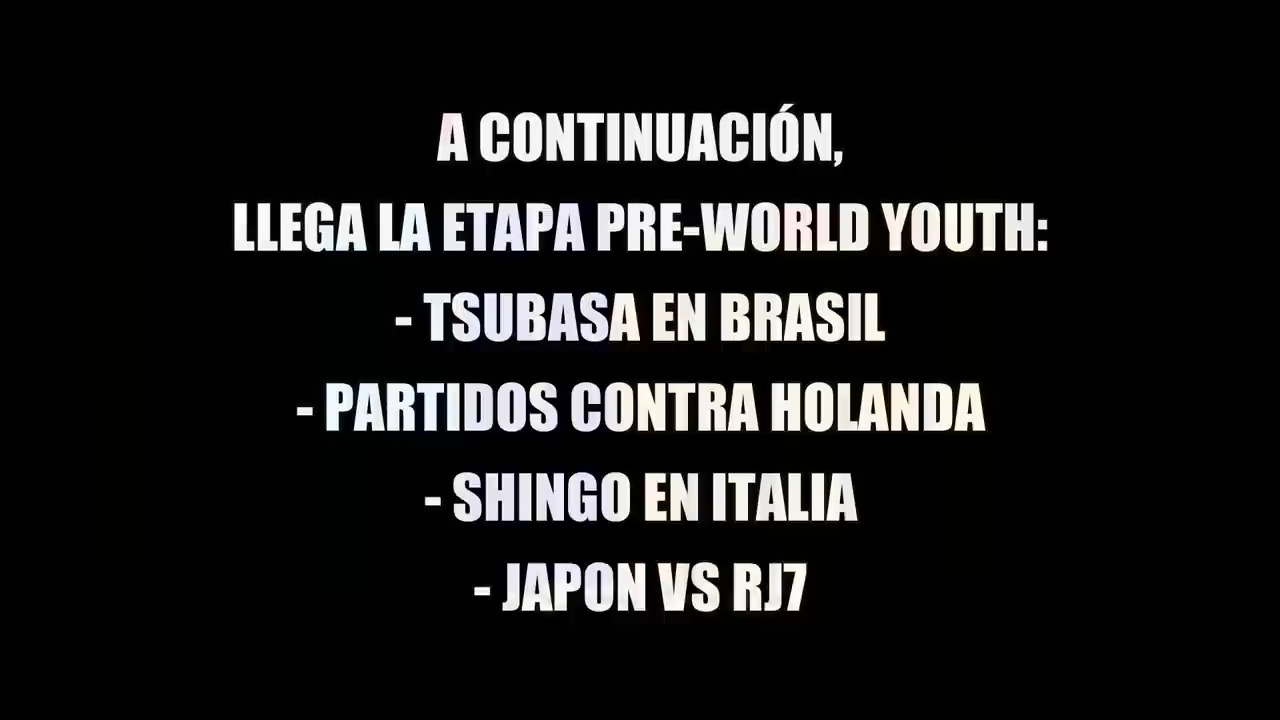 A CONTINUACIÓN,
LLEGA LA ETAPA PRE-WORLD YOUTH:
- TSUBASA EN BRASIL
- PARTIDOS CONTRA HOLANDA
- SHINGO EN ITALIA
- JAPON VS RJ7